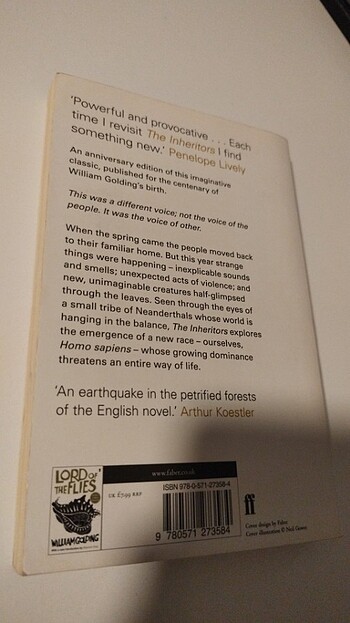 ‘Powerful and provocative . . . Each
time I revisit The Inheritors I find
something new.’ Penelope Lively
An anniversary edition of this imaginative
classic, published for the centenary of
William Golding's birth.
This was a different voice; not the voice of the
people. It was the voice of other.
When the spring came the people moved back
to their familiar home. But this year strange
things were happening – inexplicable sounds
and smells; unexpected acts of violence; and
new, unimaginable creatures half-glimpsed
through the leaves. Seen through the eyes of
a small tribe of Neanderthals whose world is
hanging in the balance, The Inheritors explores
the emergence of a new race – ourselves,
Homo sapiens – whose growing dominance
threatens an entire way of life.
‘An earthquake in the petrified forests
of the English novel.’ Arthur Koestler
LORD OF
THE FLIES
WILLIAM GOLDING
www.faber.co.uk
UK £7.99 RRP
ISBN 978-0-571-27358-4
9 780571 273584
ff
Cover design by Faber
Cover illustration © Neil Gower